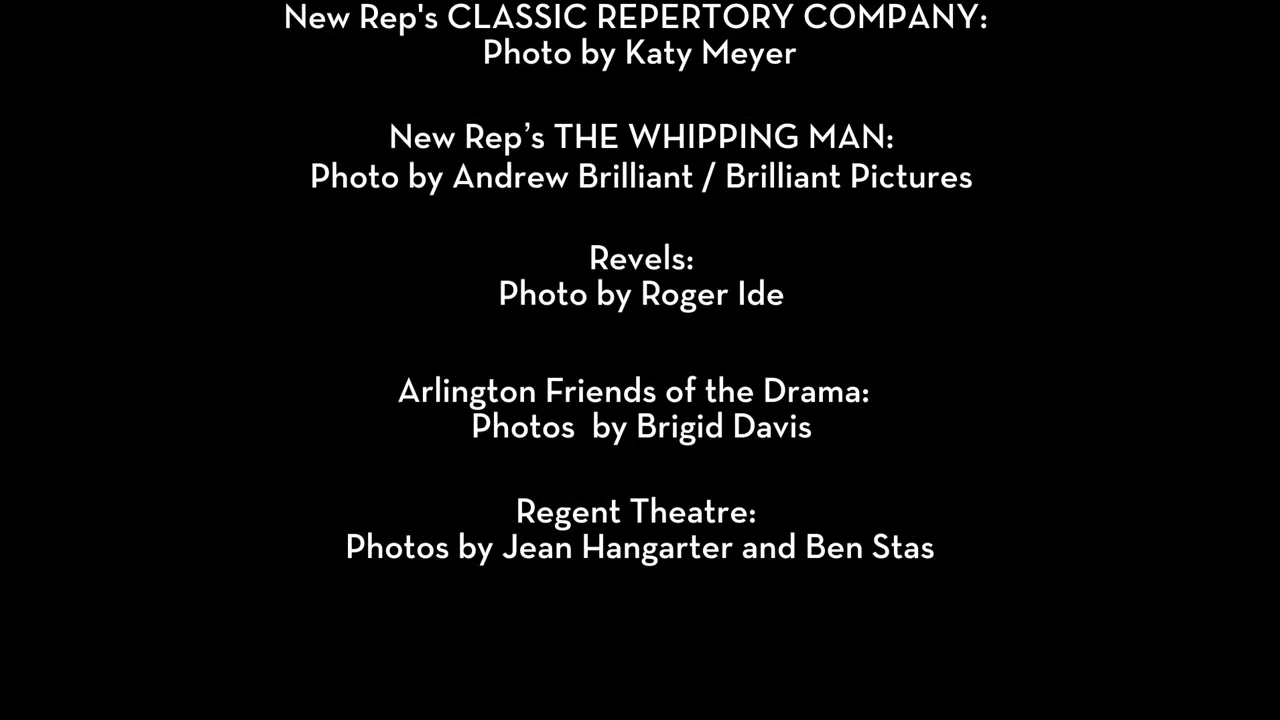 New Rep's CLASSIC REPERTORY COMPANY:
Photo by Katy Meyer
New Rep’s THE WHIPPING MAN:
Photo by Andrew Brilliant / Brilliant Pictures
Revels:
Photo by Roger Ide
Arlington Friends of the Drama:
Photos  by Brigid Davis
Regent Theatre:
Photos by Jean Hangarter and Ben Stas